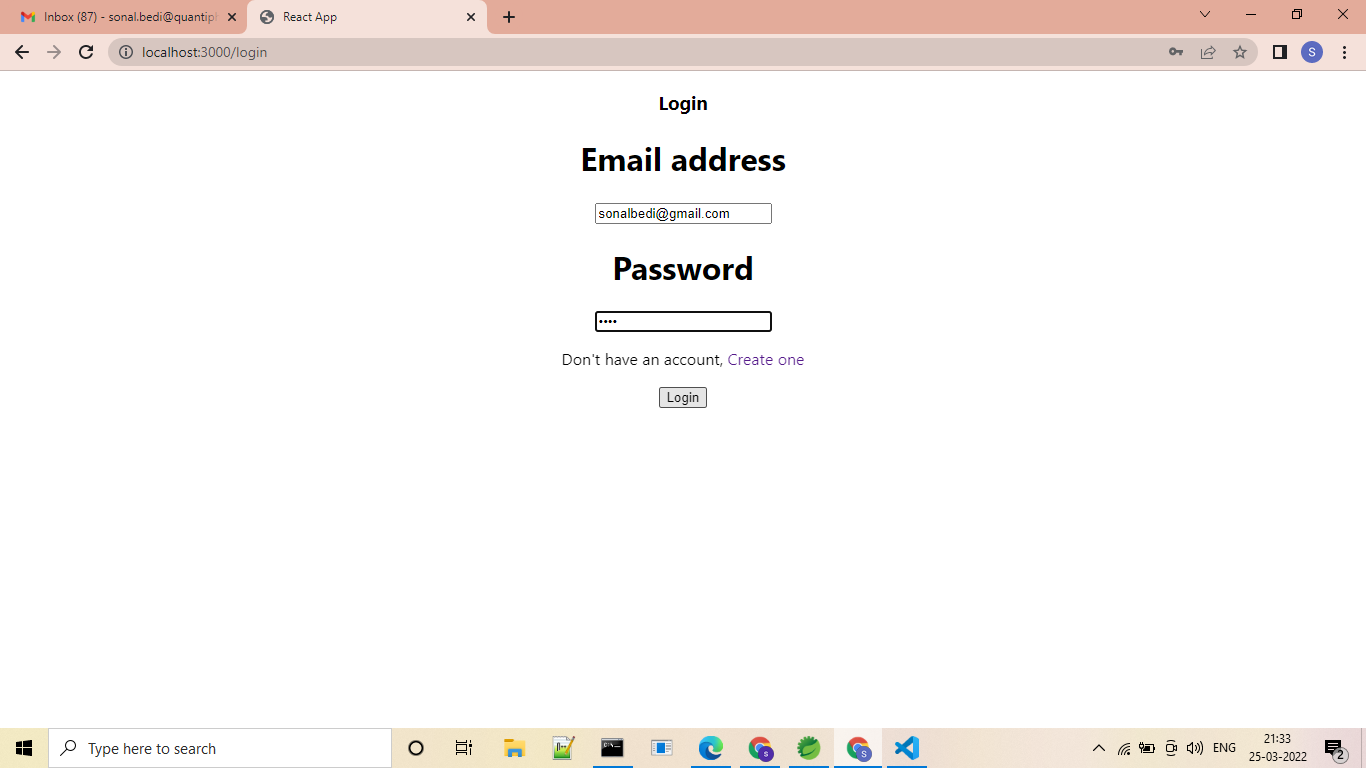 Inbox (87) - sonal.bedi@quantip
React App
localhost:3000/login
S
Login
Email address
sonalbedi@gmail.com
Password
••••
Don't have an account, Create one
Login
Type here to search
ENG
21:33
25-03-2022
2